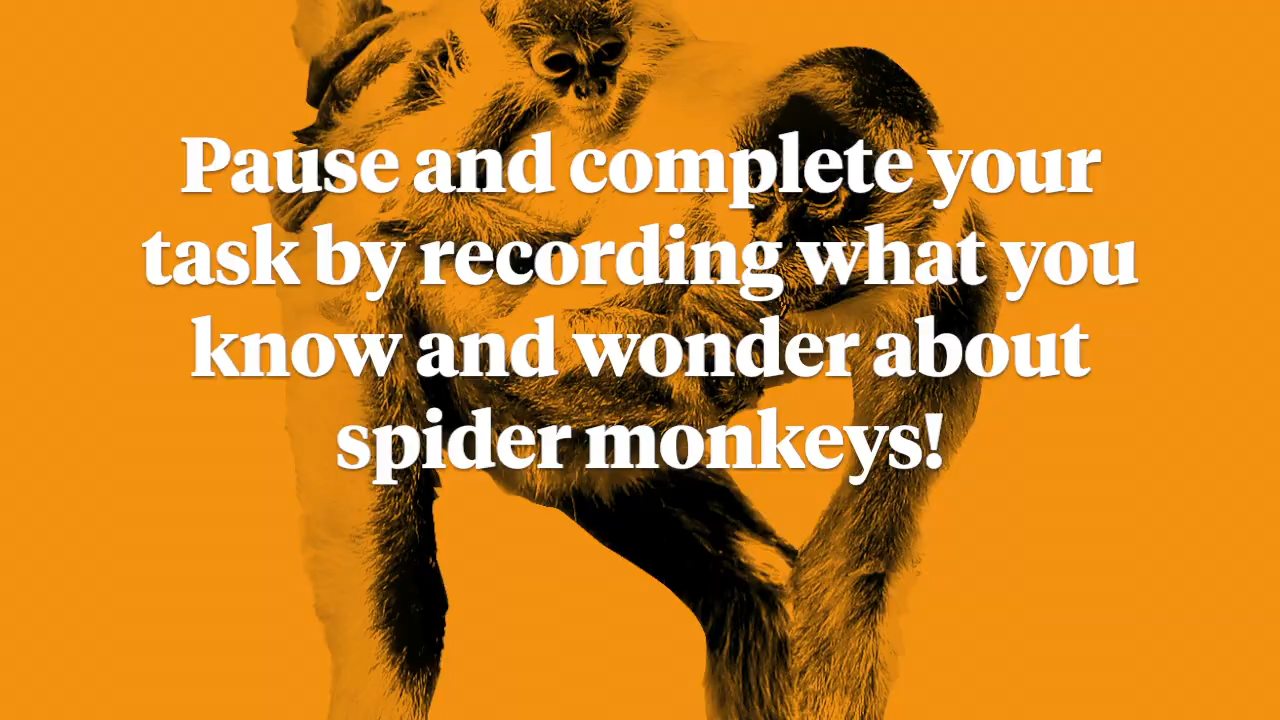 Pause and complete your
task by recording what you
know and wonder about
spider monkeys!